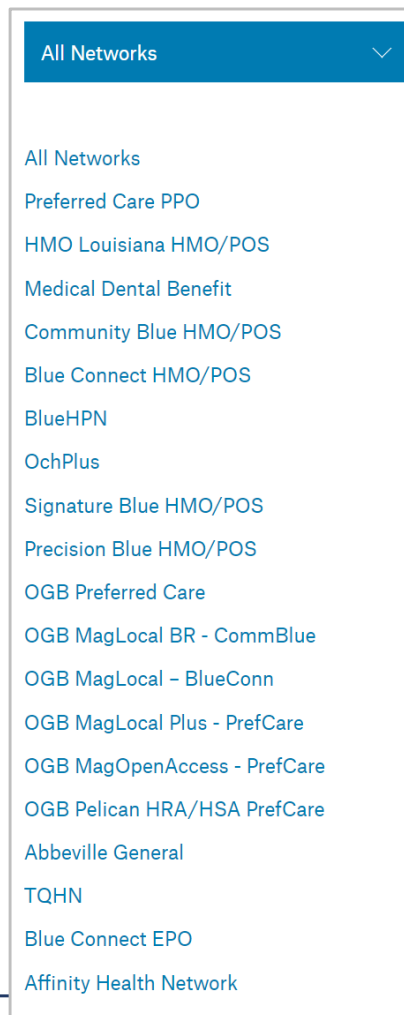 All Networks
All Networks
Preferred Care PPO
HMO Louisiana HMO/POS
Medical Dental Benefit
Community Blue HMO/POS
Blue Connect HMO/POS
BlueHPN
OchPlus
Signature Blue HMO/POS
Precision Blue HMO/POS
OGB Preferred Care
OGB MagLocal BR - CommBlue
OGB MagLocal – BlueConn
OGB MagLocal Plus - PrefCare
OGB MagOpenAccess - PrefCare
OGB Pelican HRA/HSA PrefCare
Abbeville General
TQHN
Blue Connect EPO
Affinity Health Network